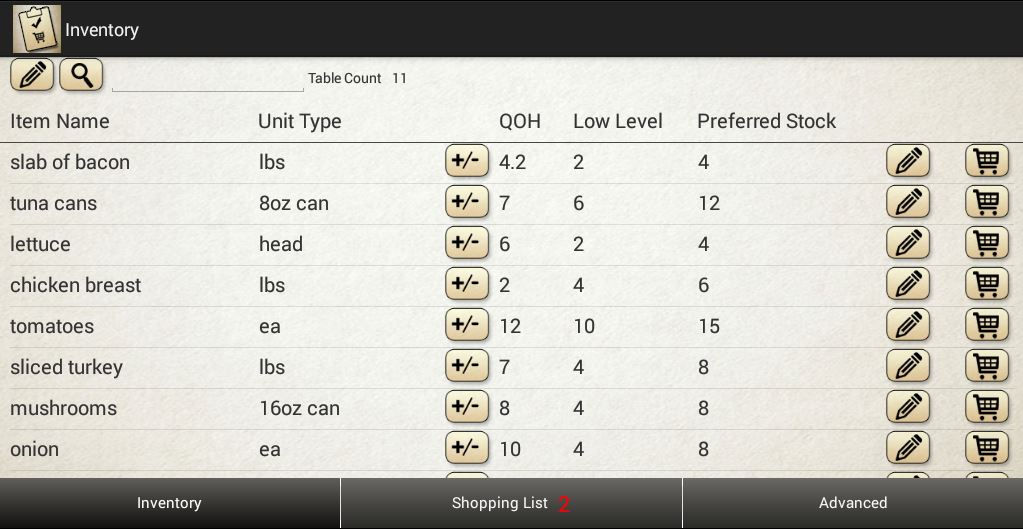 Inventory
Table Count 11
Item Name Unit Type QOH Low Level Preferred Stock
slab of bacon lbs +/- 4.2 2 4
tuna cans 8oz can +/- 7 6 12
lettuce head +/- 6 2 4
chicken breast lbs +/- 2 4 6
tomatoes ea +/- 12 10 15
sliced turkey lbs +/- 7 4 8
mushrooms 16oz can +/- 8 4 8
onion ea +/- 10 4 8
Inventory Shopping List 2 Advanced